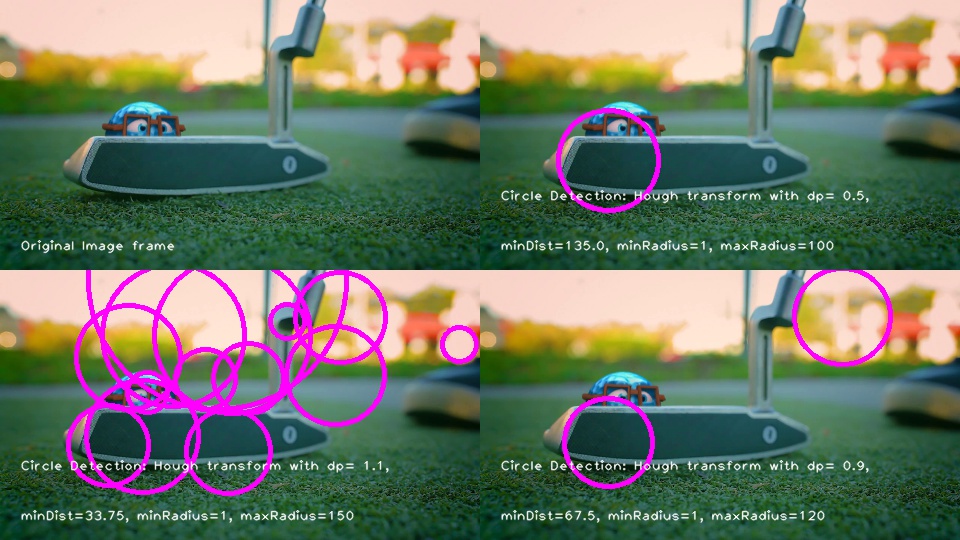 Original Image frame
Circle Detection: Hough transform with dp= 0.5,
minDist=135.0, minRadius=1, maxRadius=100
Circle Detection: Hough transform with dp= 1.1,
minDist=33.75, minRadius=1, maxRadius=150
Circle Detection: Hough transform with dp= 0.9,
minDist=67.5, minRadius=1, maxRadius=120